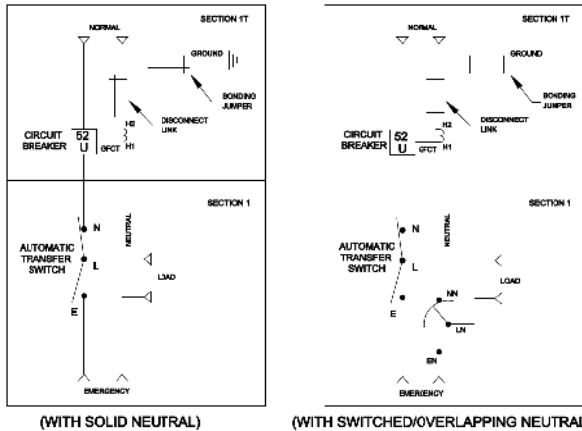 SECTION 1T
NORMAL
GROUND
BONDING
JUMPER
DISCONNECT
LINK
CIRCUIT
BREAKER
52
U
GFCT
H2
H1
SECTION 1
NEUTRAL
N
AUTOMATIC
TRANSFER
SWITCH
L
LOAD
E
EMERGENCY
(WITH SOLID NEUTRAL)
SECTION 1T
NORMAL
GROUND
BONDING
JUMPER
DISCONNECT
LINK
CIRCUIT
BREAKER
52
U
GFCT
H2
H1
SECTION 1
NEUTRAL
N
AUTOMATIC
TRANSFER
SWITCH
L
LOAD
NN
E
LN
EN
EMERGENCY
(WITH SWITCHED/OVERLAPPING NEUTRAL